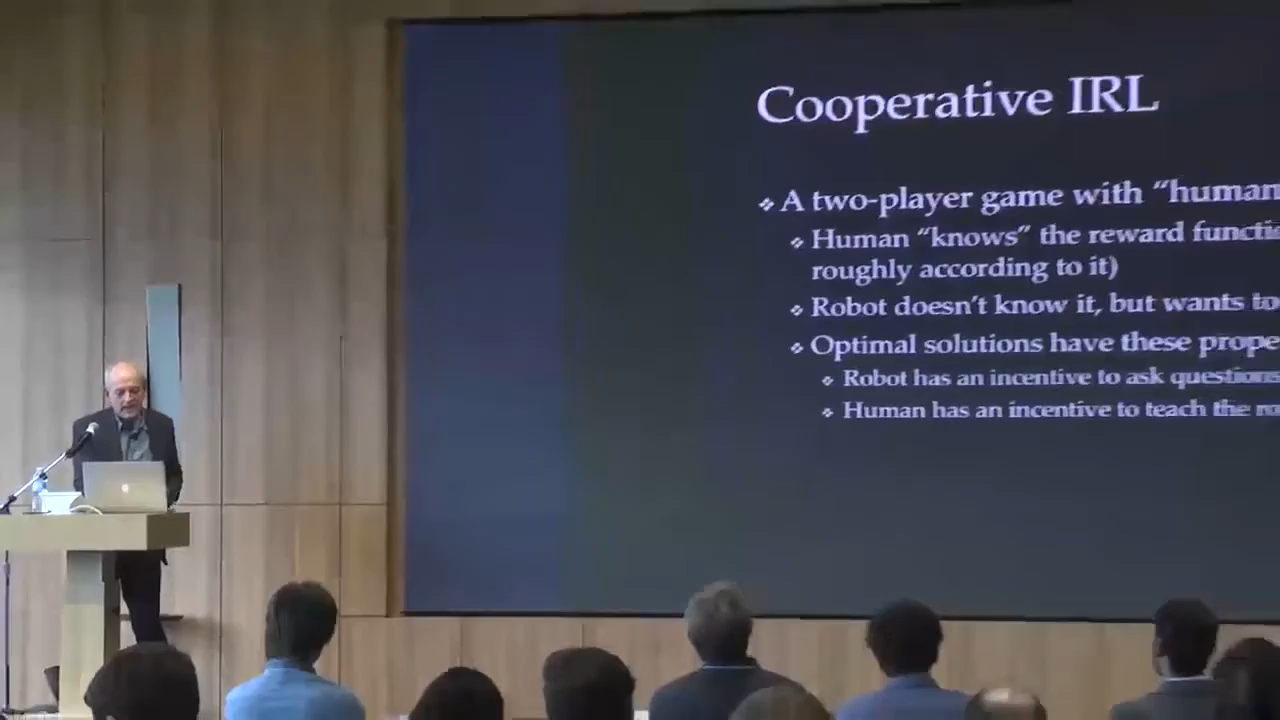 Cooperative IRL
A two-player game with “human
Human “knows” the reward functi
roughly according to it)
Robot doesn’t know it, but wants to
Optimal solutions have these prope
Robot has an incentive to ask questions
Human has an incentive to teach the ro